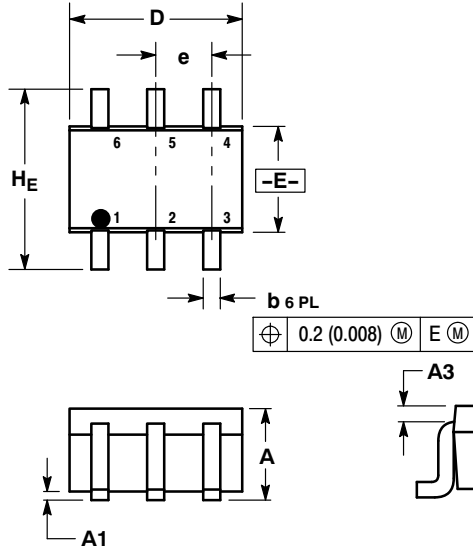 D
e
6 5 4
HE
-E-
1 2 3
b 6 PL
⌖ 0.2 (0.008) Ⓜ E Ⓜ
A3
A
A1